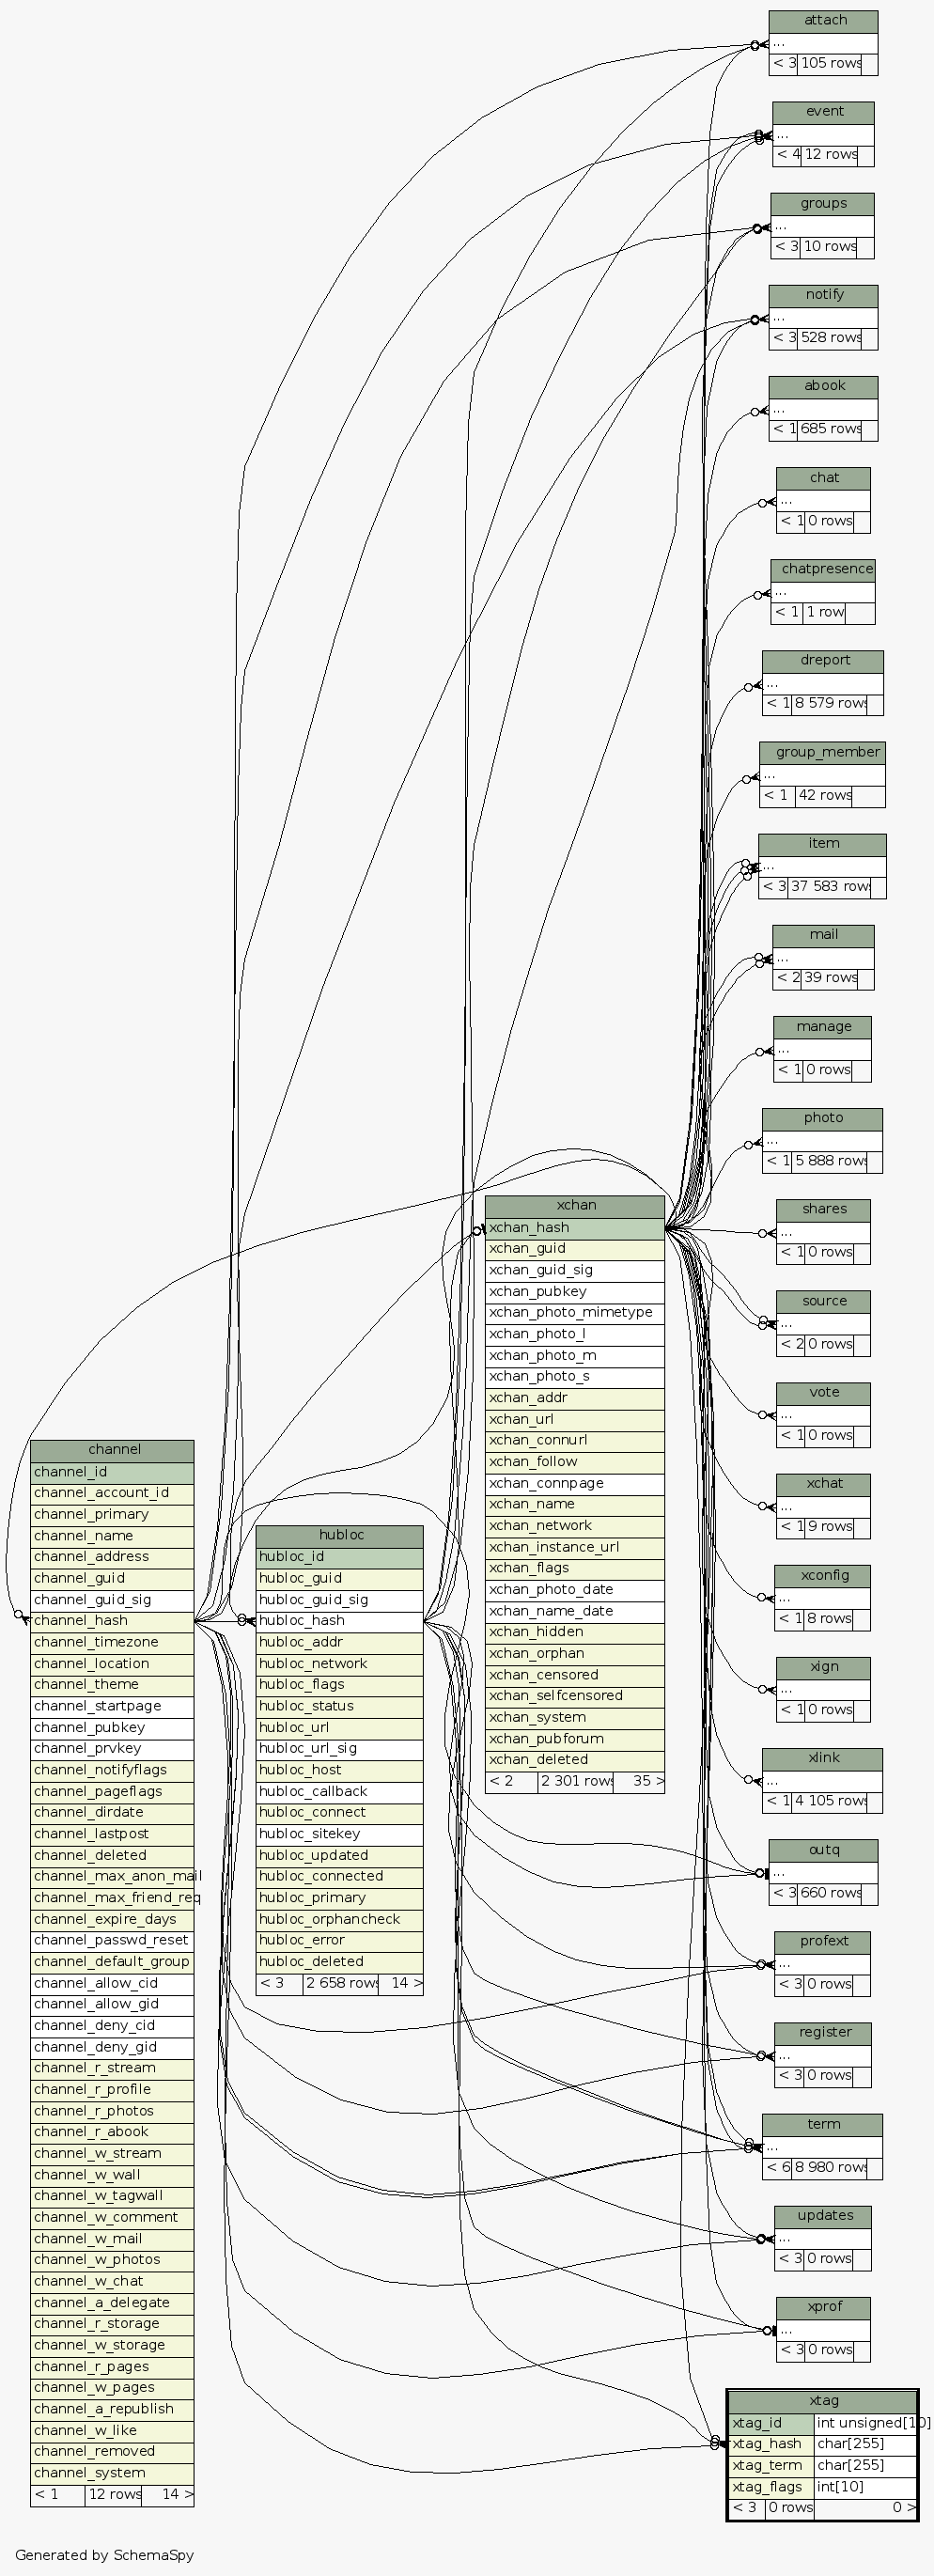 attach
...
< 3 105 rows
event
...
< 4 12 rows
groups
...
< 3 10 rows
notify
...
< 3 528 rows
abook
...
< 1 685 rows
chat
...
< 1 0 rows
chatpresence
...
< 1 1 row
dreport
...
< 1 8 579 rows
group_member
...
< 1 42 rows
item
...
< 3 37 583 rows
mail
...
< 2 39 rows
manage
...
< 1 0 rows
photo
...
< 1 5 888 rows
shares
...
< 1 0 rows
source
...
< 2 0 rows
vote
...
< 1 0 rows
xchat
...
< 1 9 rows
xconfig
...
< 1 8 rows
xign
...
< 1 0 rows
xlink
...
< 1 4 105 rows
outq
...
< 3 660 rows
profext
...
< 3 0 rows
register
...
< 3 0 rows
term
...
< 6 8 980 rows
updates
...
< 3 0 rows
xprof
...
< 3 0 rows
xtag
xtag_id int unsigned[10]
xtag_hash char[255]
xtag_term char[255]
xtag_flags int[10]
< 3 0 rows 0 >
xchan
xchan_hash
xchan_guid
xchan_guid_sig
xchan_pubkey
xchan_photo_mimetype
xchan_photo_l
xchan_photo_m
xchan_photo_s
xchan_addr
xchan_url
xchan_connurl
xchan_follow
xchan_connpage
xchan_name
xchan_network
xchan_instance_url
xchan_flags
xchan_photo_date
xchan_name_date
xchan_hidden
xchan_orphan
xchan_censored
xchan_selfcensored
xchan_system
xchan_pubforum
xchan_deleted
< 2 2 301 rows 35 >
hubloc
hubloc_id
hubloc_guid
hubloc_guid_sig
hubloc_hash
hubloc_addr
hubloc_network
hubloc_flags
hubloc_status
hubloc_url
hubloc_url_sig
hubloc_host
hubloc_callback
hubloc_connect
hubloc_sitekey
hubloc_updated
hubloc_connected
hubloc_primary
hubloc_orphancheck
hubloc_error
hubloc_deleted
< 3 2 658 rows 14 >
channel
channel_id
channel_account_id
channel_primary
channel_name
channel_address
channel_guid
channel_guid_sig
channel_hash
channel_timezone
channel_location
channel_theme
channel_startpage
channel_pubkey
channel_prvkey
channel_notifyflags
channel_pageflags
channel_dirdate
channel_lastpost
channel_deleted
channel_max_anon_mail
channel_max_friend_req
channel_expire_days
channel_passwd_reset
channel_default_group
channel_allow_cid
channel_allow_gid
channel_deny_cid
channel_deny_gid
channel_r_stream
channel_r_profile
channel_r_photos
channel_r_abook
channel_w_stream
channel_w_wall
channel_w_tagwall
channel_w_comment
channel_w_mail
channel_w_photos
channel_w_chat
channel_a_delegate
channel_r_storage
channel_w_storage
channel_r_pages
channel_w_pages
channel_a_republish
channel_w_like
channel_removed
channel_system
< 1 12 rows 14 >
Generated by SchemaSpy